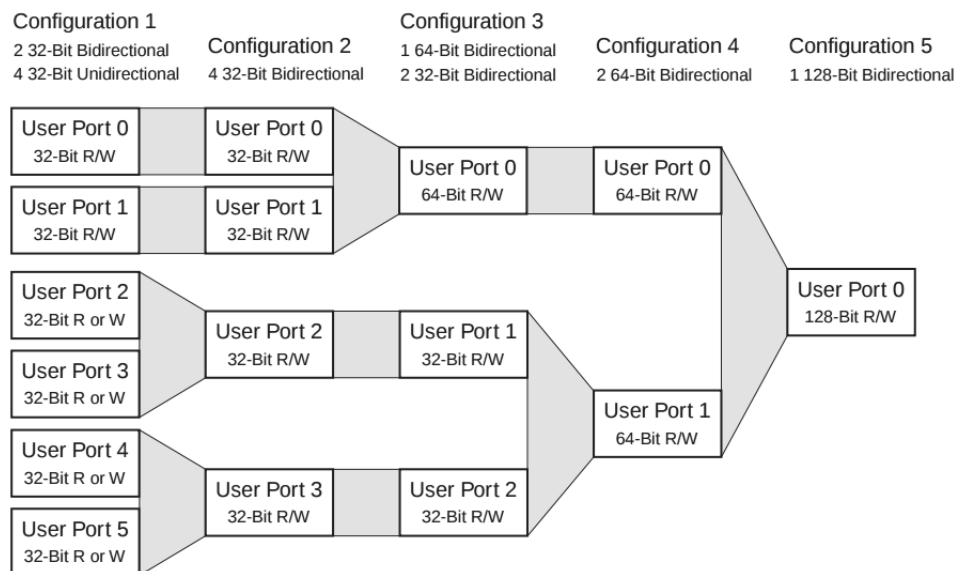 Configuration 1
2 32-Bit Bidirectional
4 32-Bit Unidirectional
Configuration 2
4 32-Bit Bidirectional
Configuration 3
1 64-Bit Bidirectional
2 32-Bit Bidirectional
Configuration 4
2 64-Bit Bidirectional
Configuration 5
1 128-Bit Bidirectional
User Port 0
32-Bit R/W
User Port 1
32-Bit R/W
User Port 2
32-Bit R or W
User Port 3
32-Bit R or W
User Port 4
32-Bit R or W
User Port 5
32-Bit R or W
User Port 0
32-Bit R/W
User Port 1
32-Bit R/W
User Port 2
32-Bit R/W
User Port 3
32-Bit R/W
User Port 0
64-Bit R/W
User Port 1
32-Bit R/W
User Port 2
32-Bit R/W
User Port 0
64-Bit R/W
User Port 1
64-Bit R/W
User Port 0
128-Bit R/W